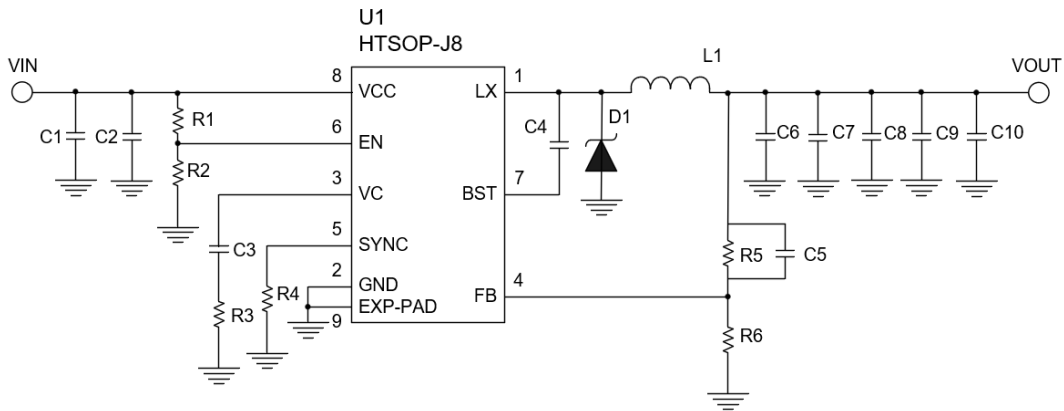 U1
HTSOP-J8
VIN
VOUT
L1
8
VCC
LX
1
C1
C2
R1
6
EN
R2
3
VC
C4
D1
BST
7
C6
C7
C8
C9
C10
5
SYNC
C3
R4
2
GND
EXP-PAD
9
FB
4
R5
C5
R3
R6